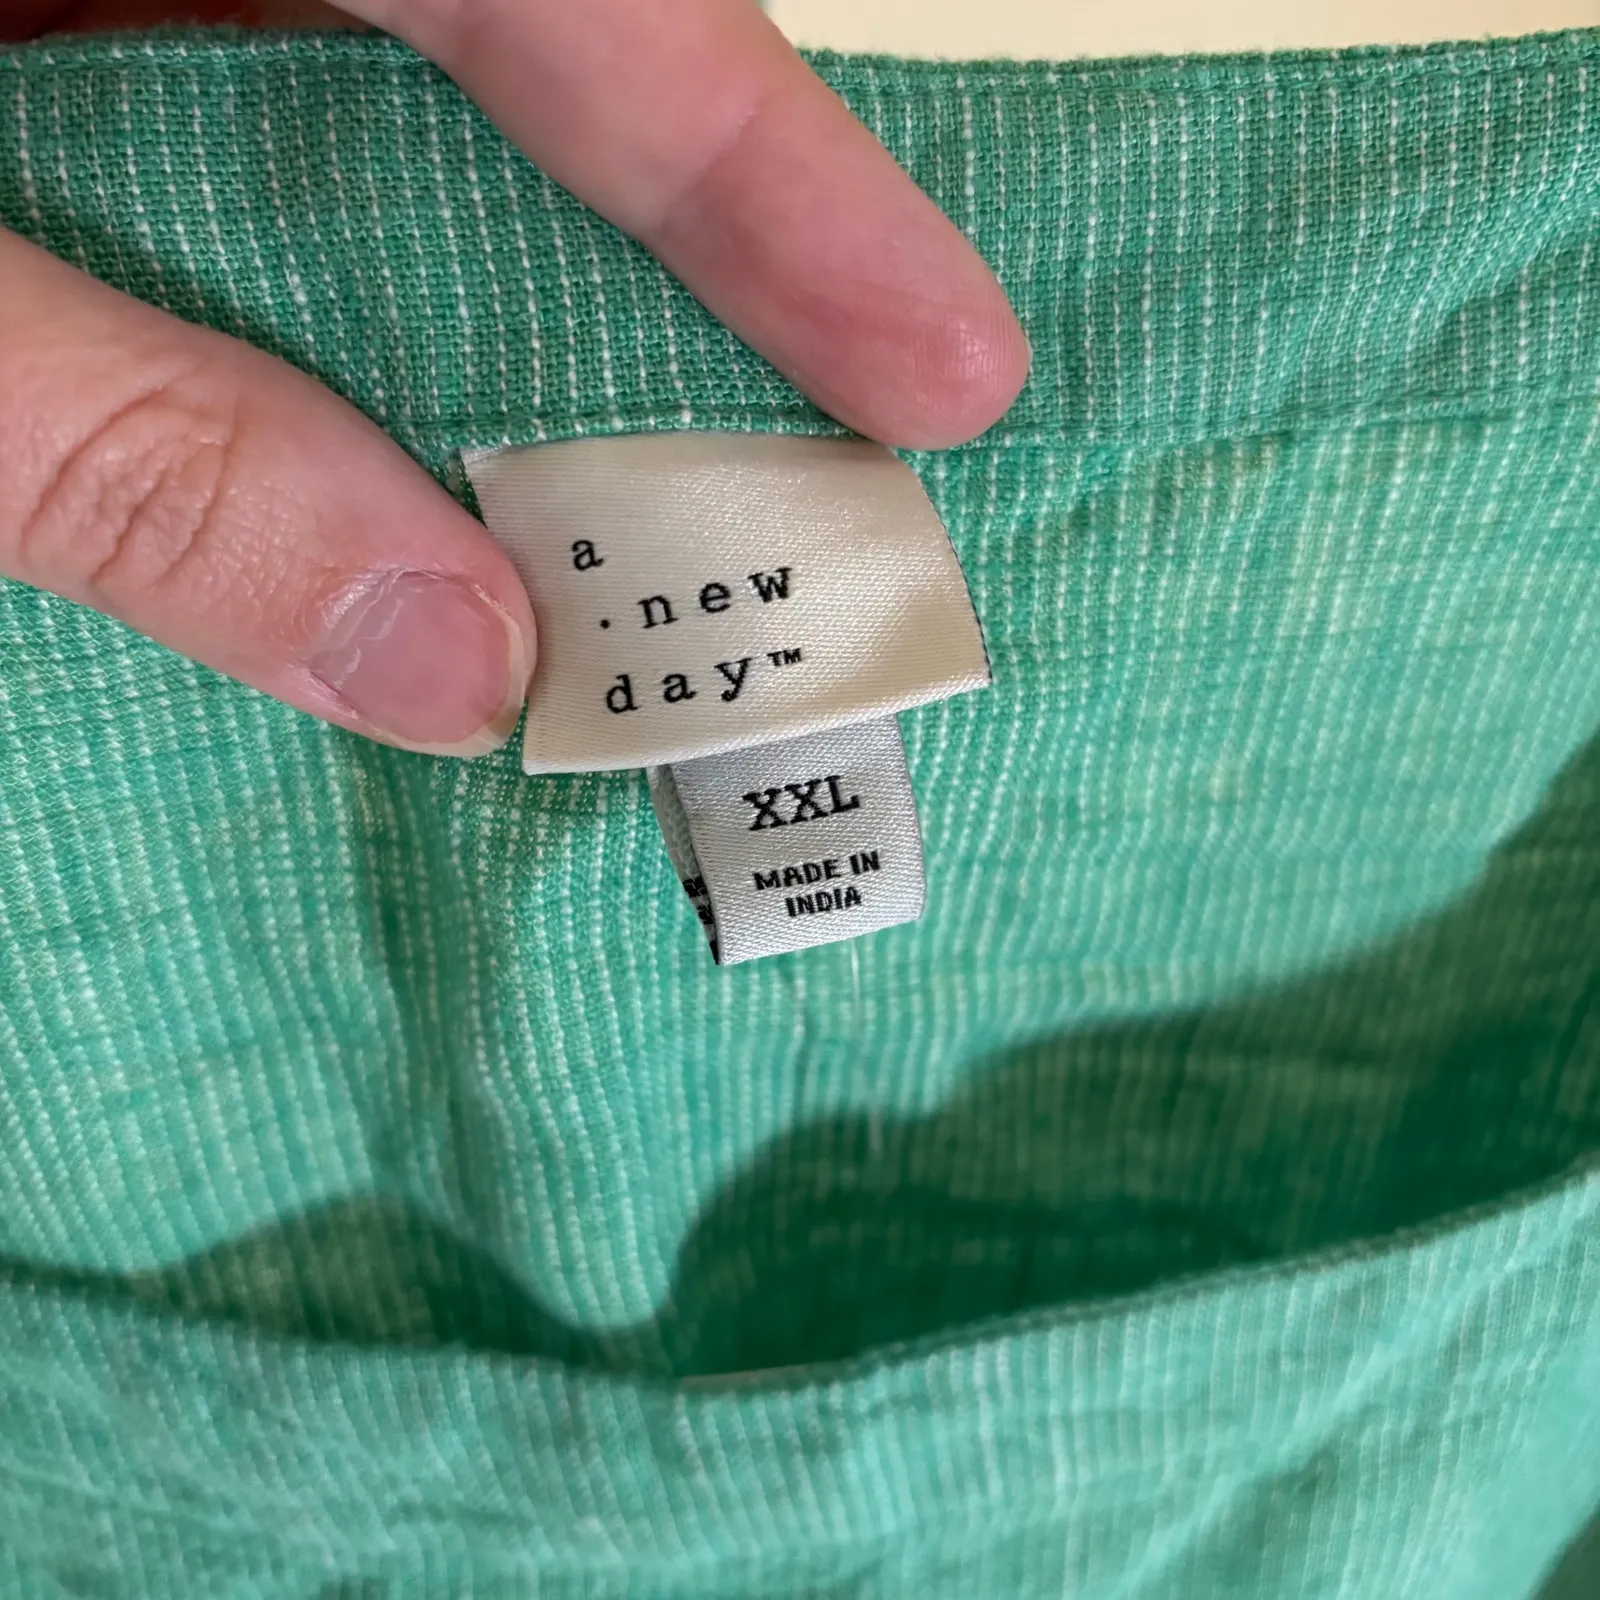 a
.new
day™
XXL
MADE IN
INDIA